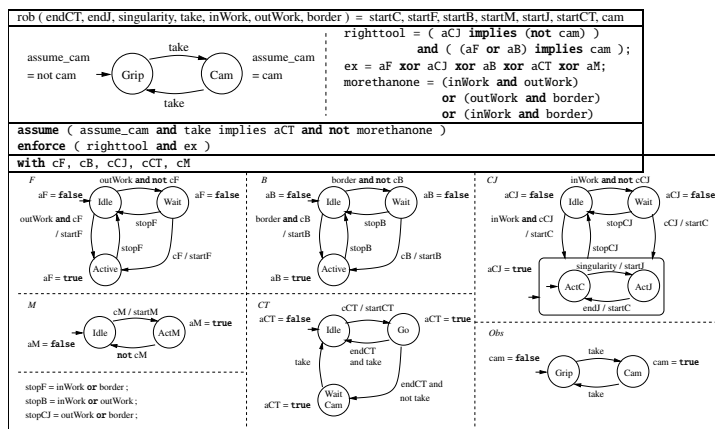 rob ( endCT, endJ, singularity, take, inWork, outWork, border ) = startC, startF, startB, startM, startJ, startCT, cam
assume_cam
= not cam
Grip
take
take
Cam
assume_cam
= cam
righttool = ( aCJ implies (not cam) )
and ( (aF or aB) implies cam );
ex = aF xor aCJ xor aB xor aCT xor aM;
morethanone = (inWork and outWork)
or (outWork and border)
or (inWork and border)
assume ( assume_cam and take implies aCT and not morethanone )
enforce ( righttool and ex )
with cF, cB, cCJ, cCT, cM
F
outWork and not cF
aF = false
Idle
Wait
aF = false
stopF
outWork and cF
/ startF
stopF
cF / startF
Active
aF = true
B
border and not cB
aB = false
Idle
Wait
aB = false
stopB
border and cB
/ startB
stopB
cB / startB
Active
aB = true
CJ
inWork and not cCJ
aCJ = false
Idle
Wait
aCJ = false
stopCJ
inWork and cCJ
/ startC
cCJ / startC
stopCJ
aCJ = true
singularity / startJ
ActC
ActJ
endJ / startC
M
cM / startM
Idle
ActM
aM = true
aM = false
not cM
CT
cCT / startCT
aCT = false
Idle
Go
aCT = true
endCT
and take
take
endCT and
not take
Wait
Cam
aCT = true
Obs
cam = false
take
Grip
Cam
cam = true
take
stopF = inWork or border ;
stopB = inWork or outWork ;
stopCJ = outWork or border ;